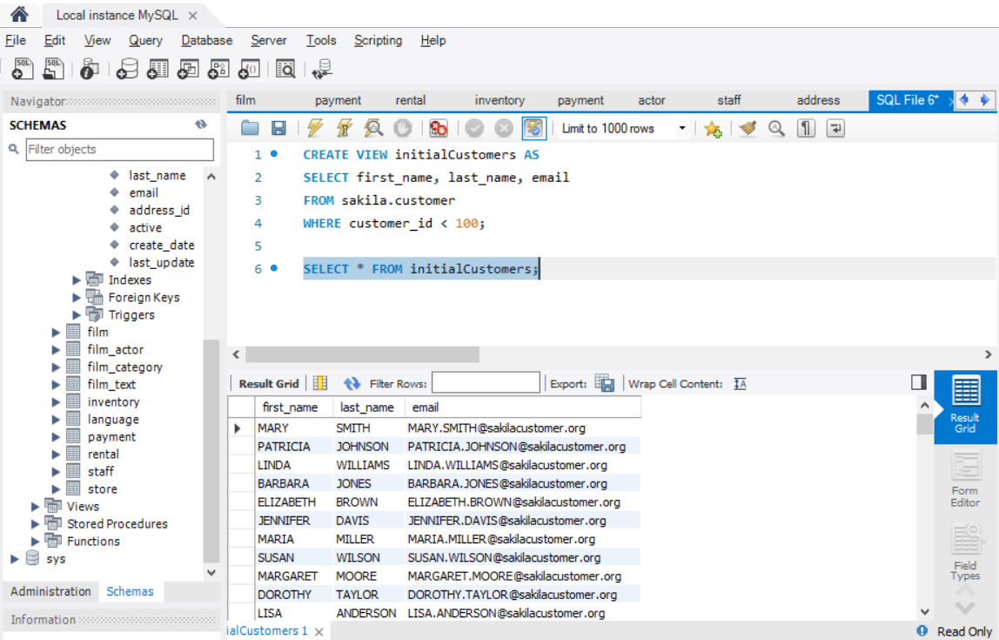 Local instance MySQL
File Edit View Query Database Server Tools Scripting Help
SQL SQL
Navigator
SCHEMAS
Filter objects
last_name
email
address_id
active
create_date
last_update
Indexes
Foreign Keys
Triggers
film
film_actor
film_category
film_text
inventory
language
payment
rental
staff
store
Views
Stored Procedures
Functions
sys
Administration Schemas
Information
film payment rental inventory payment actor staff address SQL File 6*
Limit to 1000 rows
1 CREATE VIEW initialCustomers AS
2 SELECT first_name, last_name, email
3 FROM sakila.customer
4 WHERE customer_id < 100;
5
6 SELECT * FROM initialCustomers;
Result Grid Filter Rows: Export: Wrap Cell Content: IA
first_name last_name email
MARY SMITH MARY.SMITH@sakilacustomer.org
PATRICIA JOHNSON PATRICIA.JOHNSON@sakilacustomer.org
LINDA WILLIAMS LINDA.WILLIAMS@sakilacustomer.org
BARBARA JONES BARBARA.JONES@sakilacustomer.org
ELIZABETH BROWN ELIZABETH.BROWN@sakilacustomer.org
JENNIFER DAVIS JENNIFER.DAVIS@sakilacustomer.org
MARIA MILLER MARIA.MILLER@sakilacustomer.org
SUSAN WILSON SUSAN.WILSON@sakilacustomer.org
MARGARET MOORE MARGARET.MOORE@sakilacustomer.org
DOROTHY TAYLOR DOROTHY.TAYLOR@sakilacustomer.org
LISA ANDERSON LISA.ANDERSON@sakilacustomer.org
ialCustomers 1
Result
Grid
Form
Editor
Field
Types
Read Only